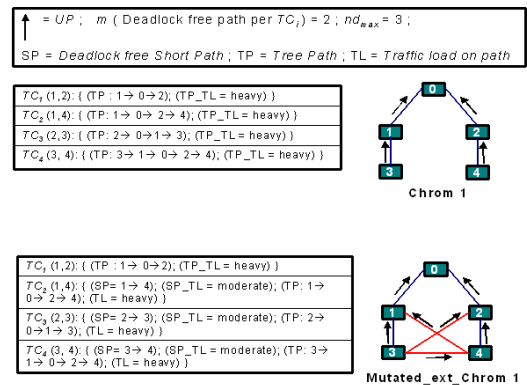 = UP ; m ( Deadlock free path per TCi ) = 2 ; ndmax = 3 ;
SP = Deadlock free Short Path ; TP = Tree Path ; TL = Traffic load on path
TC1 (1,2): { (TP : 1→ 0→2); (TP_TL = heavy) }
TC2 (1,4): { (TP: 1→ 0→ 2→ 4); (TP_TL = heavy) }
TC3 (2,3): { (TP: 2→ 0→1→ 3); (TP_TL = heavy) }
TC4 (3, 4): { (TP: 3→ 1→ 0→ 2→ 4); (TP_TL = heavy) }
0
1 2
3 4
Chrom 1
TC1 (1,2): { (TP : 1→ 0→2); (TP_TL = heavy) }
TC2 (1,4): { (SP= 1→ 4); (SP_TL = moderate); (TP: 1→
0→ 2→ 4); (TL = heavy) }
TC3 (2,3): { (SP= 2→ 3); (SP_TL = moderate); (TP: 2→
0→1→ 3); (TL = heavy) }
TC4 (3, 4): { (SP= 3→ 4); (SP_TL = moderate); (TP: 3→
1→ 0→ 2→ 4); (TL = heavy) }
0
1 2
3 4
Mutated_ext_Chrom 1